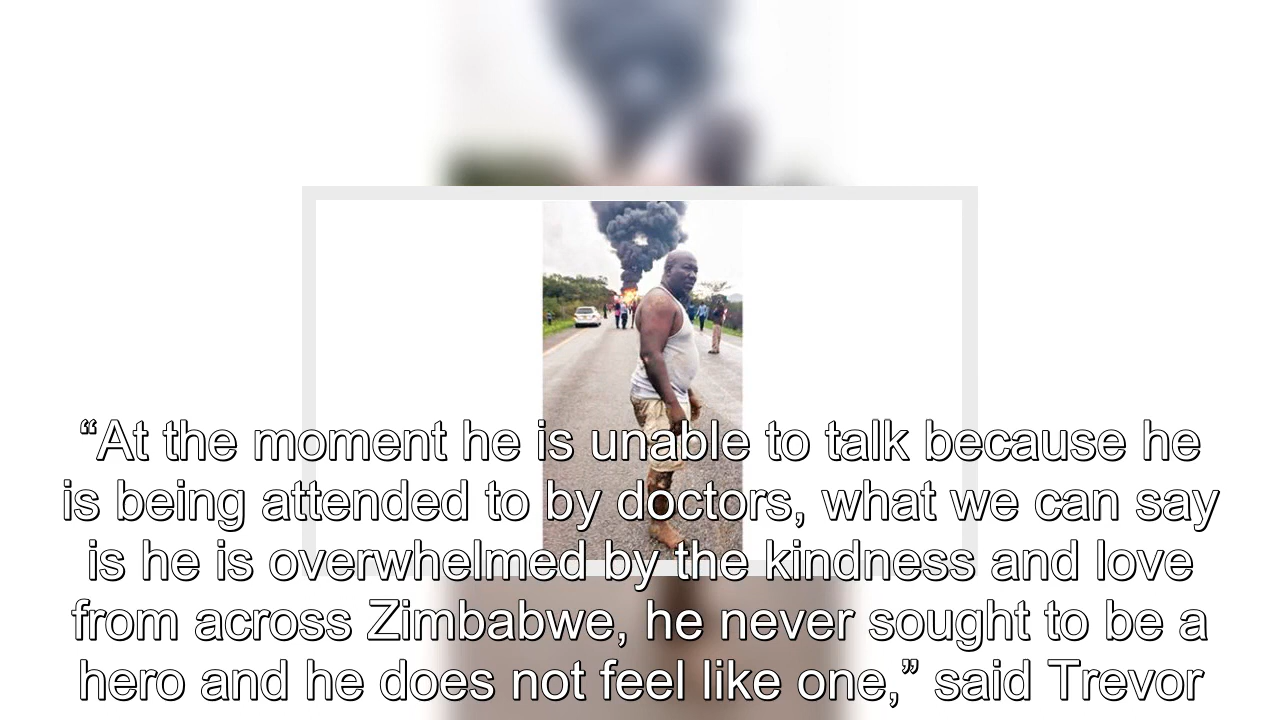 “At the moment he is unable to talk because he
is being attended to by doctors, what we can say
is he is overwhelmed by the kindness and love
from across Zimbabwe, he never sought to be a
hero and he does not feel like one,” said Trevor